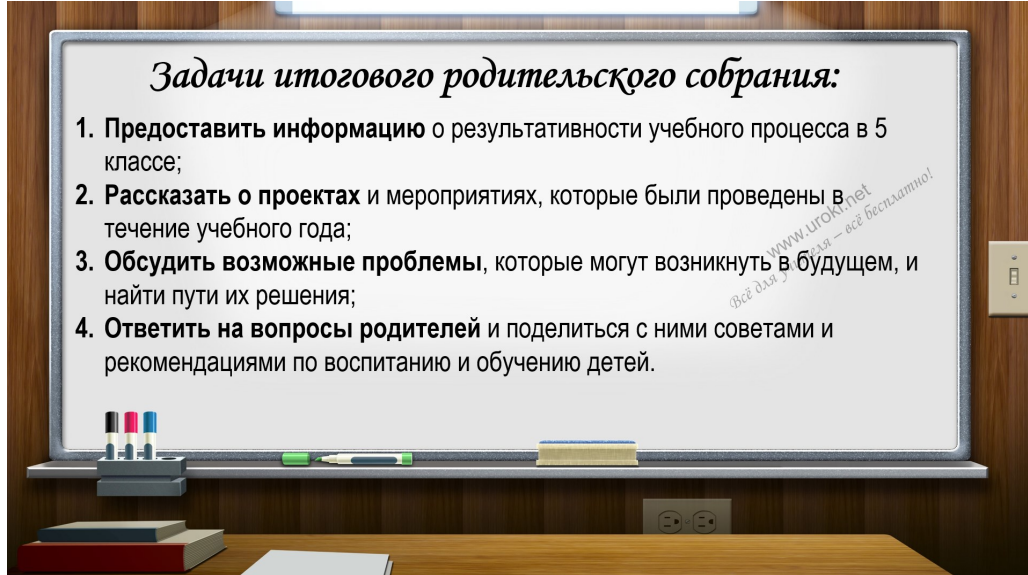 Задачи итогового родительского собрания:
1. Предоставить информацию о результативности учебного процесса в 5
классе;
2. Рассказать о проектах и мероприятиях, которые были проведены в
течение учебного года;
3. Обсудить возможные проблемы, которые могут возникнуть в будущем, и
найти пути их решения;
4. Ответить на вопросы родителей и поделиться с ними советами и
рекомендациями по воспитанию и обучению детей.
www.uroki.net
Всё для учителя – всё бесплатно!